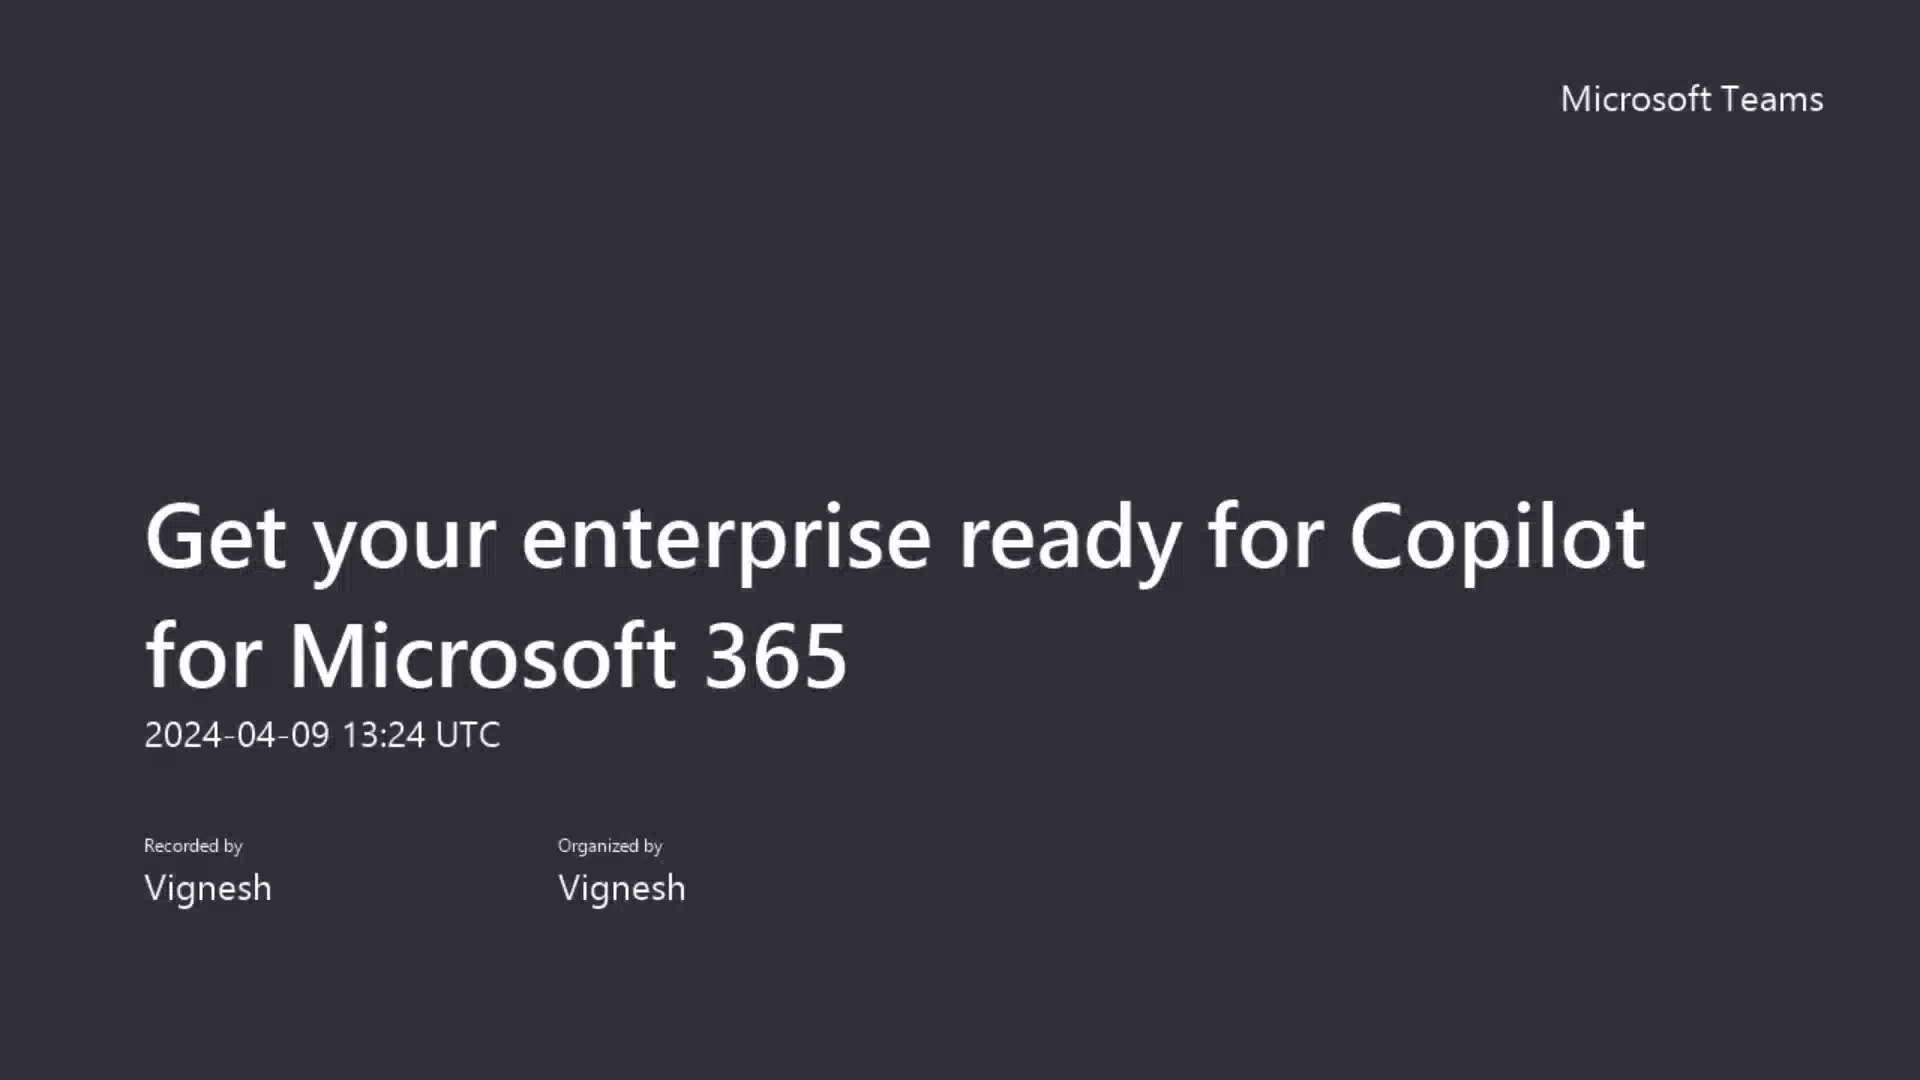 Microsoft Teams
Get your enterprise ready for Copilot
for Microsoft 365
2024-04-09 13:24 UTC
Recorded by
Organized by
Vignesh
Vignesh